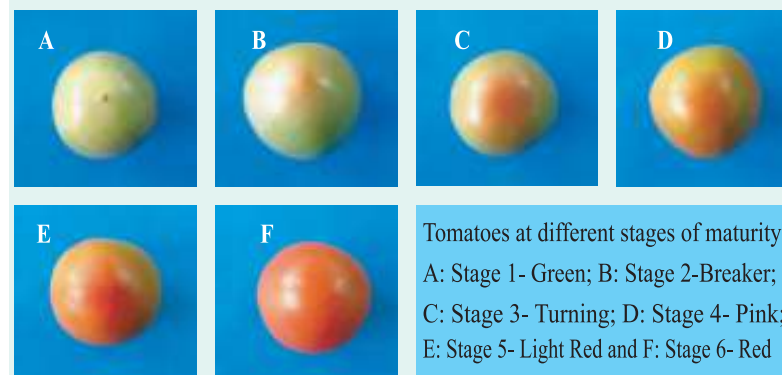 A
B
C
D
E
F
Tomatoes at different stages of maturity
A: Stage 1- Green; B: Stage 2-Breaker;
C: Stage 3- Turning; D: Stage 4- Pink;
E: Stage 5- Light Red and F: Stage 6- Red